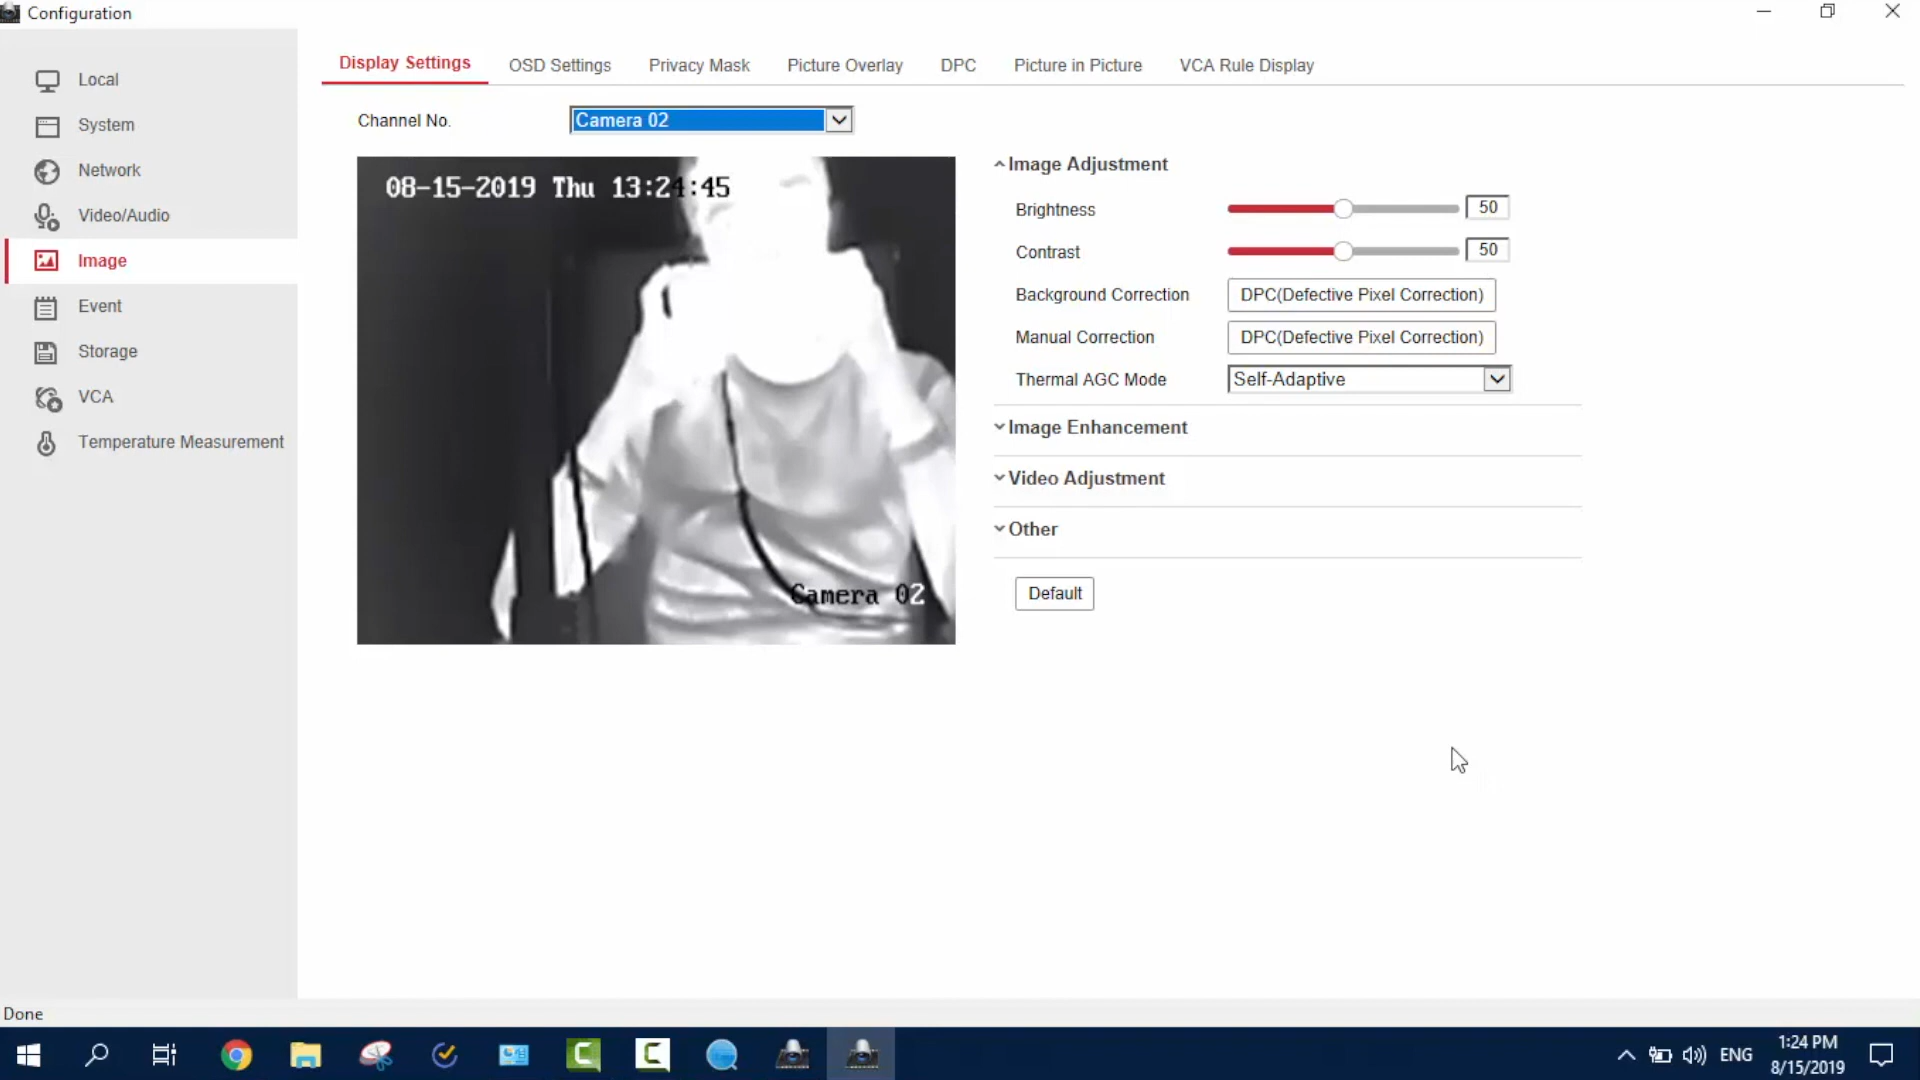 Configuration
Local
System
Network
Video/Audio
Image
Event
Storage
VCA
Temperature Measurement
Display Settings
OSD Settings
Privacy Mask
Picture Overlay
DPC
Picture in Picture
VCA Rule Display
Channel No.
Camera 02
08-15-2019 Thu 13:24:45
Camera 02
Image Adjustment
Brightness
50
Contrast
50
Background Correction
DPC(Defective Pixel Correction)
Manual Correction
DPC(Defective Pixel Correction)
Thermal AGC Mode
Self-Adaptive
Image Enhancement
Video Adjustment
Other
Default
Done
ENG
1:24 PM
8/15/2019